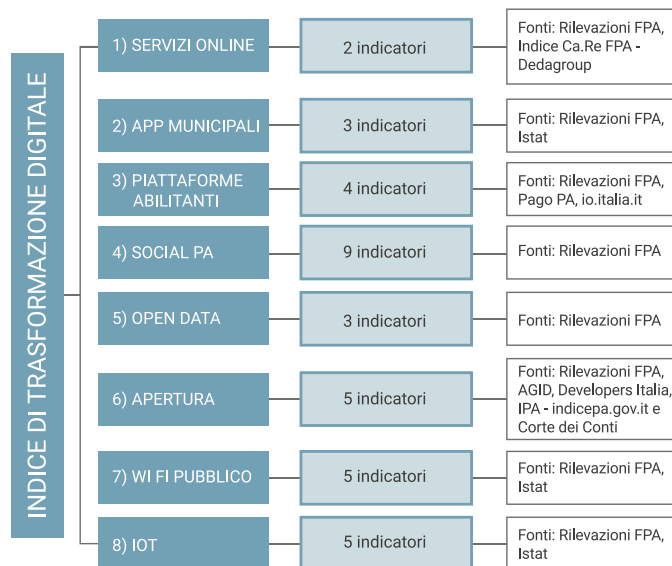 INDICE DI TRASFORMAZIONE DIGITALE
1) SERVIZI ONLINE
2 indicatori
Fonti: Rilevazioni FPA,
Indice Ca.Re FPA -
Dedagroup
2) APP MUNICIPALI
3 indicatori
Fonti: Rilevazioni FPA,
Istat
3) PIATTAFORME
ABILITANTI
4 indicatori
Fonti: Rilevazioni FPA,
Pago PA, io.italia.it
4) SOCIAL PA
9 indicatori
Fonti: Rilevazioni FPA
5) OPEN DATA
3 indicatori
Fonti: Rilevazioni FPA
6) APERTURA
5 indicatori
Fonti: Rilevazioni FPA,
AGID, Developers Italia,
IPA - indicepa.gov.it e
Corte dei Conti
7) WI FI PUBBLICO
5 indicatori
Fonti: Rilevazioni FPA,
Istat
8) IOT
5 indicatori
Fonti: Rilevazioni FPA,
Istat